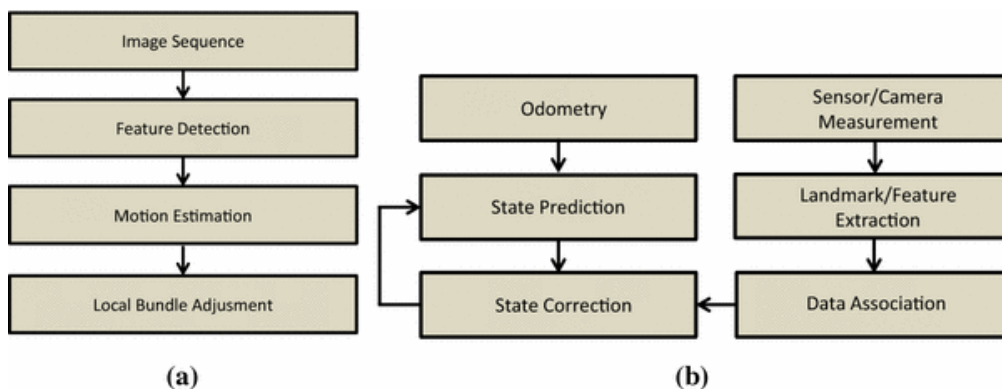 Image Sequence
Feature Detection
Motion Estimation
Local Bundle Adjusment
(a)
Odometry
State Prediction
State Correction
Sensor/Camera
Measurement
Landmark/Feature
Extraction
Data Association
(b)